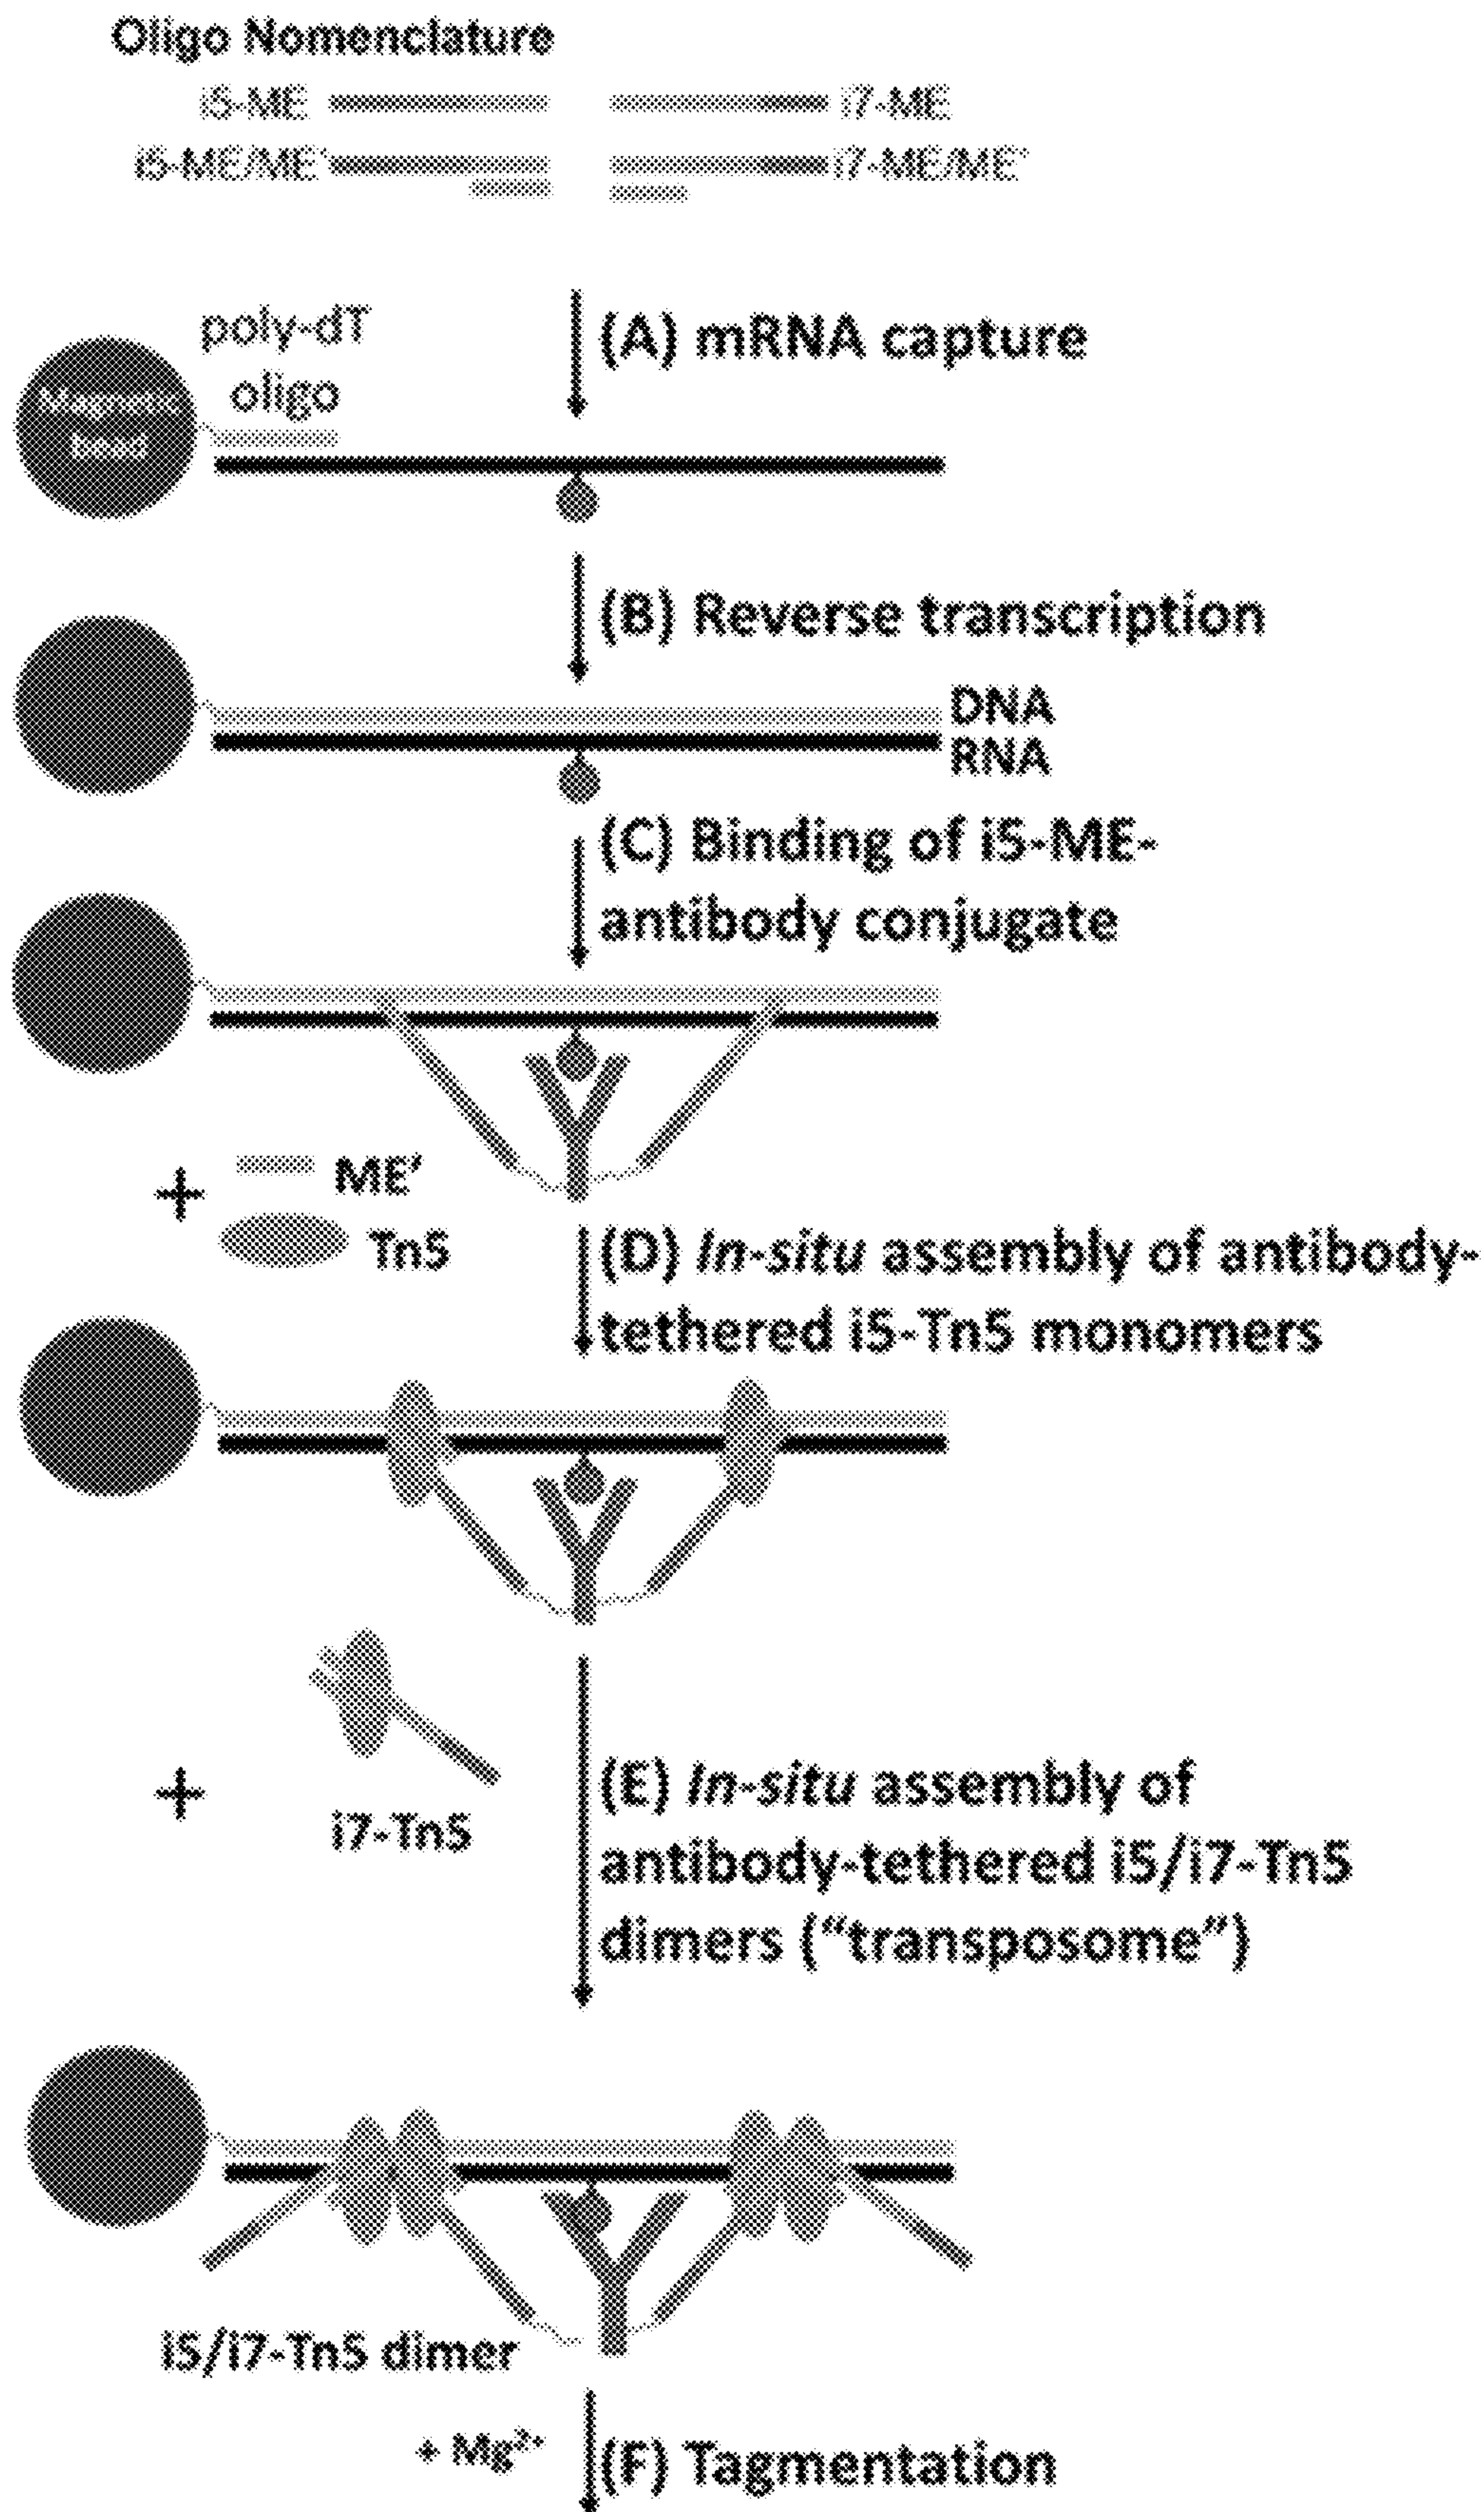 Oligo Nomenclature
i5-ME
i7-ME
i5-ME/ME'
i7-ME/ME'
poly-dT
oligo
(A) mRNA capture
Magnetic
bead
(B) Reverse transcription
DNA
RNA
(C) Binding of i5-ME-
antibody conjugate
+
ME'
Tn5
(D) In-situ assembly of antibody-
tethered i5-Tn5 monomers
+
i7-Tn5
(E) In-situ assembly of
antibody-tethered i5/i7-Tn5
dimers (“transposome”)
i5/i7-Tn5 dimer
+ Mg²⁺
(F) Tagmentation